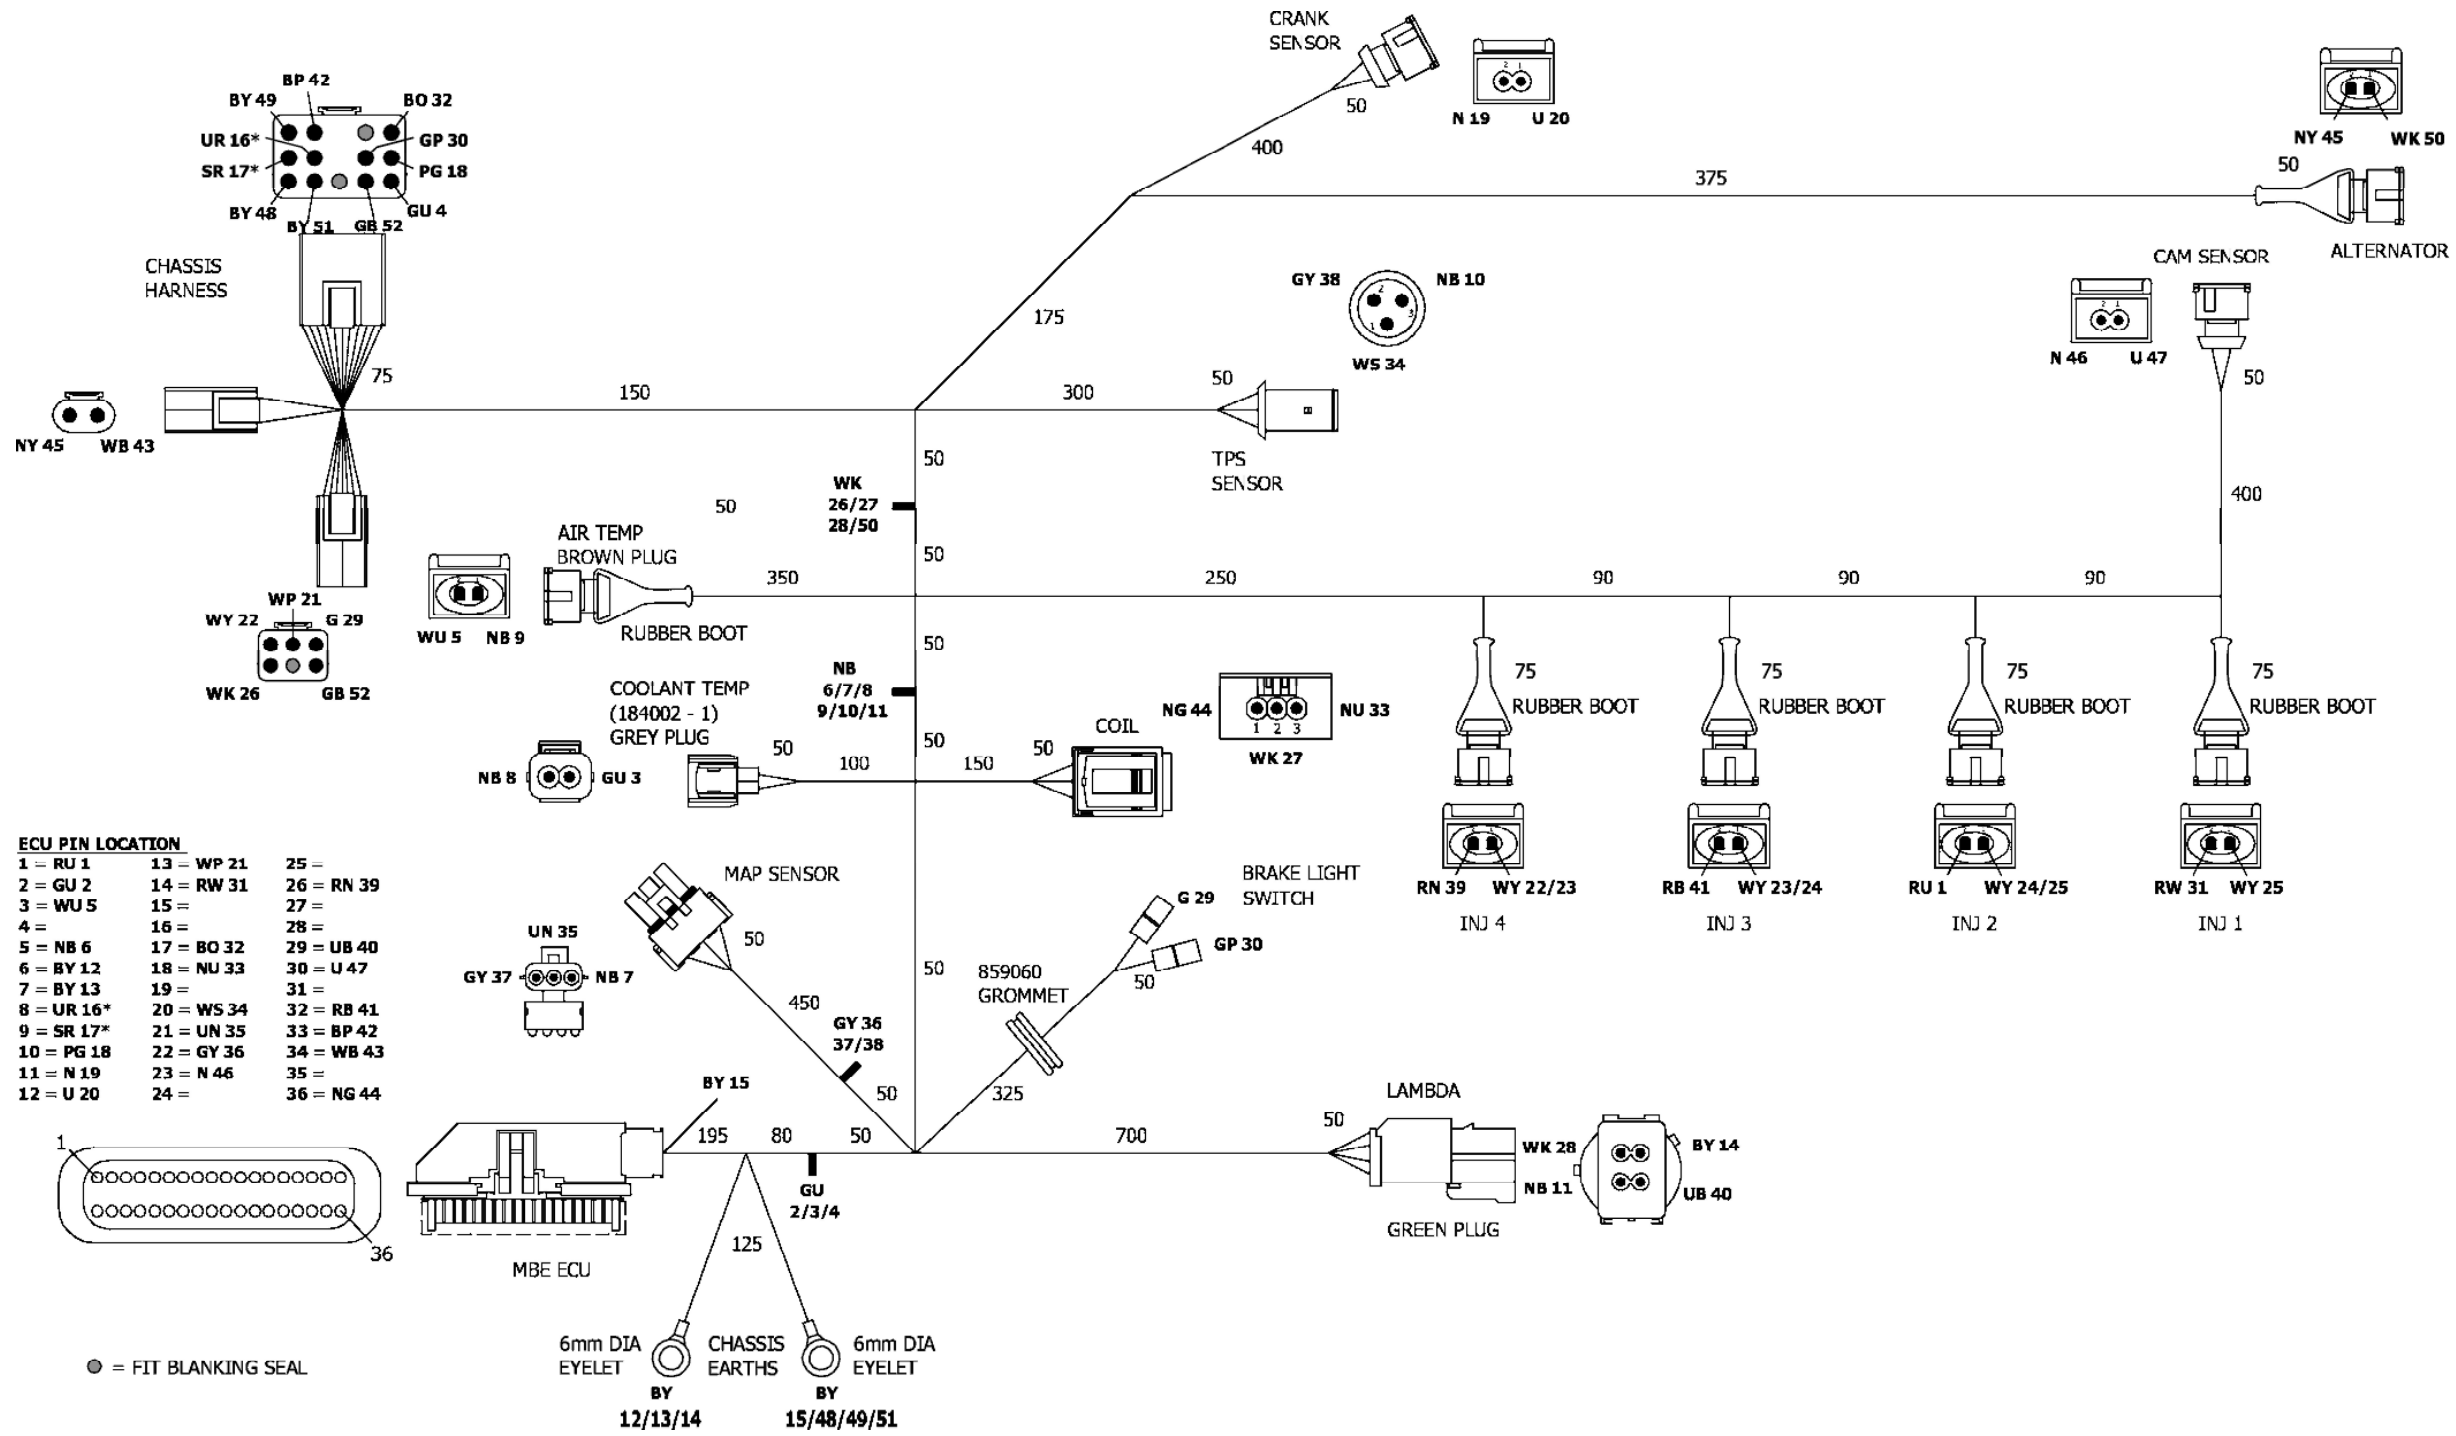 CRANK
SENSOR
50
400
2 1
N 19 U 20
2 1
NY 45 WK 50
50
375
ALTERNATOR
BP 42
BY 49
BO 32
UR 16*
GP 30
SR 17*
PG 18
BY 48
GU 4
BY 51 GB 52
CHASSIS
HARNESS
75
NY 45 WB 43
150
175
GY 38 NB 10
2
3
1
WS 34
300
50
TPS
SENSOR
CAM SENSOR
2 1
N 46 U 47
50
400
50
WK
26/27
28/50
50
50
AIR TEMP
BROWN PLUG
350
WU 5 NB 9
RUBBER BOOT
250
90
90
90
WP 21
WY 22 G 29
WK 26 GB 52
50
NB
6/7/8
9/10/11
50
COOLANT TEMP
(184002 - 1)
GREY PLUG
50
NB 8 GU 3
100
150
50
COIL
NG 44 NU 33
1 2 3
WK 27
75
RUBBER BOOT
75
RUBBER BOOT
75
RUBBER BOOT
75
RUBBER BOOT
RN 39 WY 22/23
INJ 4
RB 41 WY 23/24
INJ 3
RU 1 WY 24/25
INJ 2
RW 31 WY 25
INJ 1
ECU PIN LOCATION
1 = RU 1 13 = WP 21 25 =
2 = GU 2 14 = RW 31 26 = RN 39
3 = WU 5 15 = 27 =
4 = 16 = 28 =
5 = NB 6 17 = BO 32 29 = UB 40
6 = BY 12 18 = NU 33 30 = U 47
7 = BY 13 19 = 31 =
8 = UR 16* 20 = WS 34 32 = RB 41
9 = SR 17* 21 = UN 35 33 = BP 42
10 = PG 18 22 = GY 36 34 = WB 43
11 = N 19 23 = N 46 35 =
12 = U 20 24 = 36 = NG 44
MAP SENSOR
50
UN 35
GY 37 NB 7
450
GY 36
37/38
50
50
BRAKE LIGHT
SWITCH
G 29
GP 30
50
859060
GROMMET
325
1
36
BY 15
195
80
50
GU
2/3/4
MBE ECU
125
700
50
LAMBDA
WK 28 BY 14
NB 11 UB 40
GREEN PLUG
6mm DIA
EYELET
CHASSIS
EARTHS
6mm DIA
EYELET
BY
12/13/14
BY
15/48/49/51
= FIT BLANKING SEAL